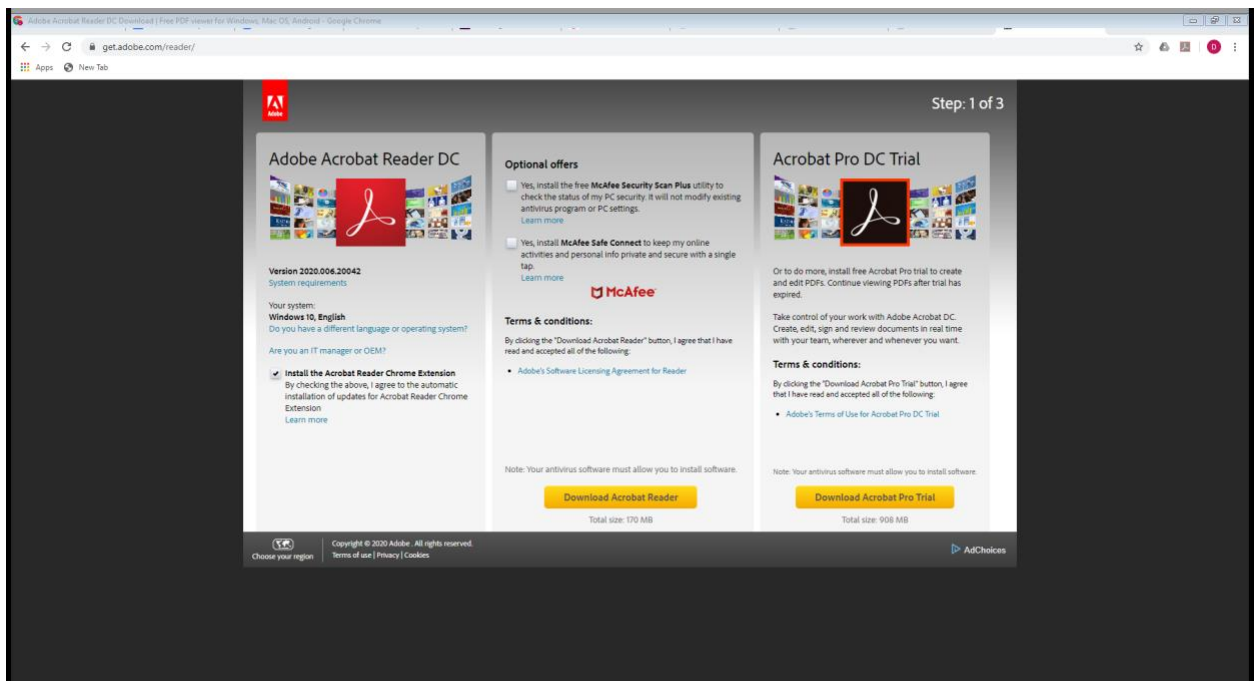 Adobe Acrobat Reader DC Download | Free PDF viewer for Windows, Mac OS, Android - Google Chrome
get.adobe.com/reader/
D
Apps New Tab
Adobe
Step: 1 of 3
Adobe Acrobat Reader DC
Version 2020.006.20042
System requirements
Your system:
Windows 10, English
Do you have a different language or operating system?
Are you an IT manager or OEM?
Install the Acrobat Reader Chrome Extension
By checking the above, I agree to the automatic
installation of updates for Acrobat Reader Chrome
Extension
Learn more
Optional offers
Yes, install the free McAfee Security Scan Plus utility to
check the status of my PC security. It will not modify existing
antivirus program or PC settings.
Learn more
Yes, install McAfee Safe Connect to keep my online
activities and personal info private and secure with a single
tap.
Learn more
McAfee
Terms & conditions:
By clicking the "Download Acrobat Reader" button, I agree that I have
read and accepted all of the following:
• Adobe's Software Licensing Agreement for Reader
Note: Your antivirus software must allow you to install software.
Download Acrobat Reader
Total size: 170 MB
Acrobat Pro DC Trial
Or to do more, install free Acrobat Pro trial to create
and edit PDFs. Continue viewing PDFs after trial has
expired.
Take control of your work with Adobe Acrobat DC.
Create, edit, sign and review documents in real time
with your team, wherever and whenever you want.
Terms & conditions:
By clicking the "Download Acrobat Pro Trial" button, I agree
that I have read and accepted all of the following:
• Adobe's Terms of Use for Acrobat Pro DC Trial
Note: Your antivirus software must allow you to install software.
Download Acrobat Pro Trial
Total size: 908 MB
Choose your region
Copyright © 2020 Adobe. All rights reserved.
Terms of use | Privacy | Cookies
AdChoices